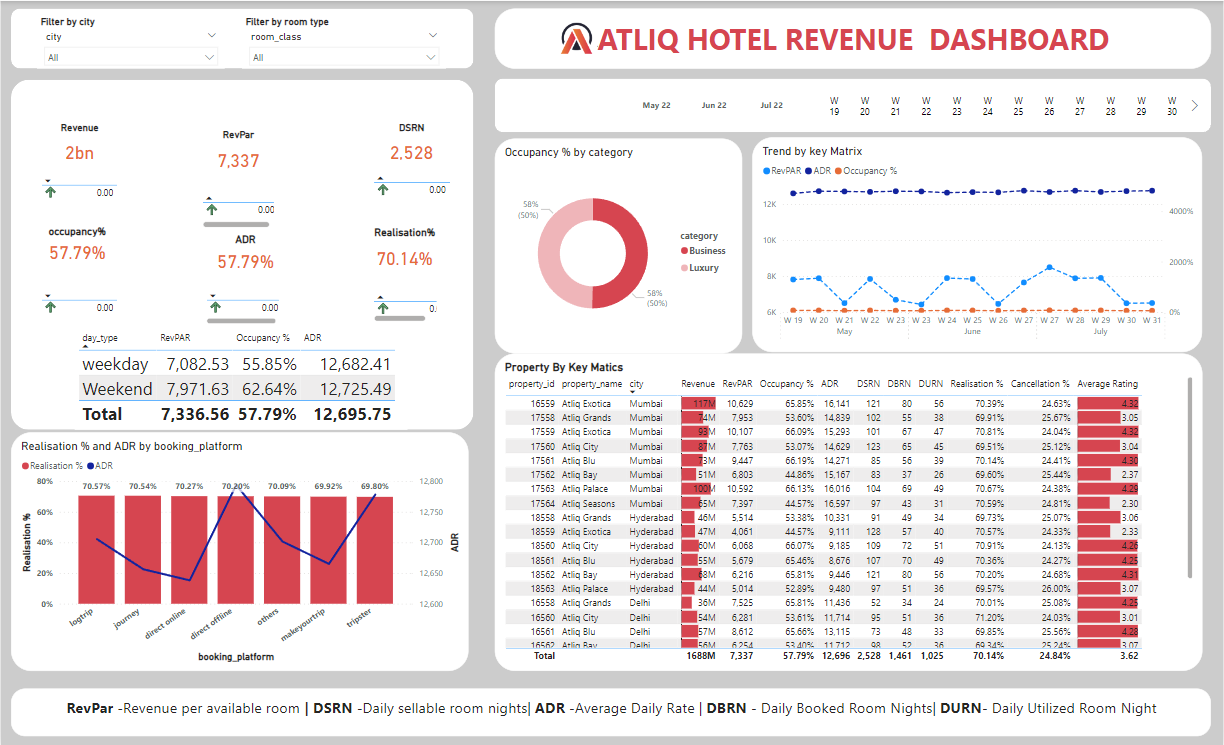 Filter by city
city
All
Filter by room type
room_class
All
ATLIQ HOTEL REVENUE DASHBOARD
May 22 Jun 22 Jul 22 W 19 W 20 W 21 W 22 W 23 W 24 W 25 W 26 W 27 W 28 W 29 W 30
Revenue
2bn
0.00
RevPar
7,337
0.00
DSRN
2,528
0.00
occupancy%
57.79%
0.00
ADR
57.79%
0.00
Realisation%
70.14%
0.
day_type RevPAR Occupancy % ADR
weekday 7,082.53 55.85% 12,682.41
Weekend 7,971.63 62.64% 12,725.49
Total 7,336.56 57.79% 12,695.75
Occupancy % by category
58%
(50%)
58%
(50%)
category
Business
Luxury
Trend by key Matrix
RevPAR ADR Occupancy %
12K
10K
8K
6K
4000%
2000%
0%
W 19 W 20 W 21 W 22 W 23 W 23 W 24 W 25 W 26 W 27 W 27 W 28 W 29 W 30 W 31
May June July
Realisation % and ADR by booking_platform
Realisation % ADR
Realisation %
80%
60%
40%
20%
0%
70.57% 70.54% 70.27% 70.20% 70.09% 69.92% 69.80%
12,800
12,750
12,700
12,650
12,600
ADR
logtrip journey direct online direct offline others makeyourtrip tripster
booking_platform
Property By Key Matics
property_id property_name city Revenue RevPAR Occupancy % ADR DSRN DBRN DURN Realisation % Cancellation % Average Rating
16559 Atliq Exotica Mumbai 117M 10,629 65.85% 16,141 121 80 56 70.39% 24.63% 4.32
17558 Atliq Grands Mumbai 74M 7,953 53.60% 14,839 102 55 38 69.91% 25.67% 3.05
17559 Atliq Exotica Mumbai 93M 10,107 66.09% 15,293 101 67 47 70.81% 24.04% 4.32
17560 Atliq City Mumbai 87M 7,763 53.07% 14,629 123 65 45 69.51% 25.12% 3.04
17561 Atliq Blu Mumbai 73M 9,447 66.19% 14,271 85 56 39 70.14% 24.41% 4.30
17562 Atliq Bay Mumbai 51M 6,803 44.86% 15,167 83 37 26 69.60% 25.44% 2.37
17563 Atliq Palace Mumbai 100M 10,592 66.13% 16,016 104 69 49 70.67% 24.38% 4.29
17564 Atliq Seasons Mumbai 65M 7,397 44.57% 16,597 97 43 31 70.59% 24.81% 2.30
18558 Atliq Grands Hyderabad 46M 5,514 53.38% 10,331 91 49 34 69.73% 25.07% 3.06
18559 Atliq Exotica Hyderabad 47M 4,061 44.57% 9,111 128 57 40 70.57% 24.33% 2.33
18560 Atliq City Hyderabad 60M 6,068 66.07% 9,185 109 72 51 70.91% 24.13% 4.26
18561 Atliq Blu Hyderabad 55M 5,679 65.46% 8,676 107 70 49 70.36% 24.27% 4.25
18562 Atliq Bay Hyderabad 68M 6,216 65.81% 9,446 121 80 56 70.20% 24.68% 4.31
18563 Atliq Palace Hyderabad 44M 5,014 52.89% 9,480 97 51 36 69.57% 26.00% 3.07
16558 Atliq Grands Delhi 36M 7,525 65.81% 11,436 52 34 24 70.01% 25.08% 4.25
16560 Atliq City Delhi 54M 6,281 53.61% 11,714 95 51 36 71.20% 24.03% 3.01
16561 Atliq Blu Delhi 57M 8,612 65.66% 13,115 73 48 33 69.85% 25.56% 4.28
16562 Atliq Bay Delhi 56M 6,254 53.40% 11,712 98 52 36 69.34% 25.24% 3.07
Total 1688M 7,337 57.79% 12,696 2,528 1,461 1,025 70.14% 24.84% 3.62
RevPar -Revenue per available room | DSRN -Daily sellable room nights| ADR -Average Daily Rate | DBRN - Daily Booked Room Nights| DURN- Daily Utilized Room Night